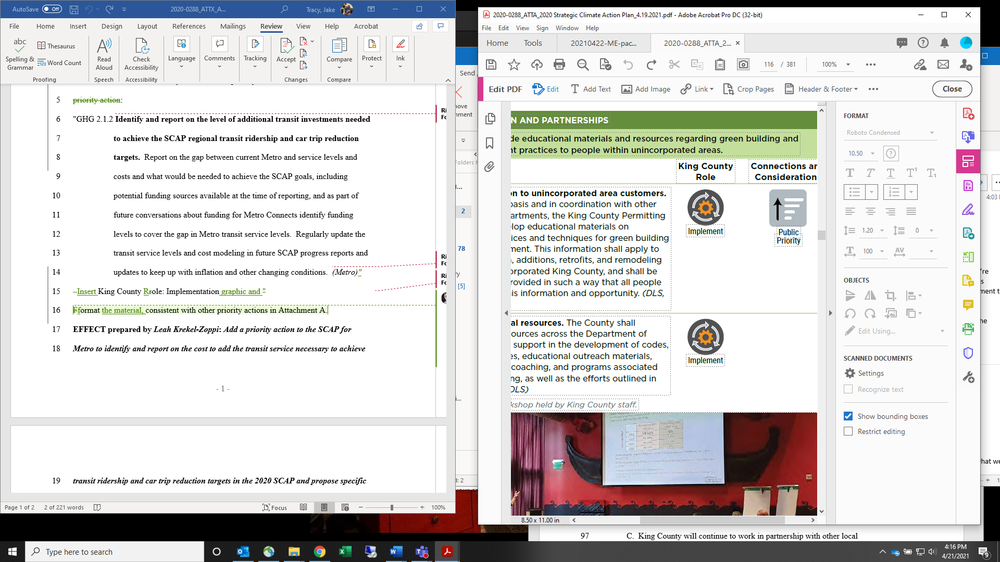 AutoSave Off 2020-0288_ATTX_A... Tracy, Jake
File Home Insert Design Layout References Mailings Review View Help Acrobat
abc Spelling & Grammar
Thesaurus
Word Count
Read Aloud
Check Accessibility
Language
Comments
Tracking
Accept
Compare
Protect
Ink
Proofing Speech Accessibility Changes Compare
5 priority action:
6 "GHG 2.1.2 Identify and report on the level of additional transit investments needed
7 to achieve the SCAP regional transit ridership and car trip reduction
8 targets. Report on the gap between current Metro and service levels and
9 costs and what would be needed to achieve the SCAP goals, including
10 potential funding sources available at the time of reporting, and as part of
11 future conversations about funding for Metro Connects identify funding
12 levels to cover the gap in Metro transit service levels. Regularly update the
13 transit service levels and cost modeling in future SCAP progress reports and
14 updates to keep up with inflation and other changing conditions. (Metro)"
15 Insert King County Rrole: Implementation graphic and "
16 Fformat the material, consistent with other priority actions in Attachment A.
17 EFFECT prepared by Leah Krekel-Zoppi: Add a priority action to the SCAP for
18 Metro to identify and report on the cost to add the transit service necessary to achieve
- 1 -
19 transit ridership and car trip reduction targets in the 2020 SCAP and propose specific
Page 1 of 2 2 of 221 words Focus 100%
Send
Folders
2
78
[5]
2020-0288_ATTA_2020 Strategic Climate Action Plan_4.19.2021.pdf - Adobe Acrobat Pro DC (32-bit)
File Edit View Sign Window Help
Home Tools 20210422-ME-pac... 2020-0288_ATTA_2...
116 / 381 100%
Edit PDF Edit Add Text Add Image Link Crop Pages Header & Footer Close
N AND PARTNERSHIPS
de educational materials and resources regarding green building and
nt practices to people within unincorporated areas.
King County Role
Connections an
Consideration
on to unincorporated area customers.
basis and in coordination with other
artments, the King County Permitting
elop educational materials on
ices and techniques for green building
ment. This information shall apply to
, additions, retrofits, and remodeling
orporated King County, and shall be
rovided in such a way that all people
is information and opportunity. (DLS,
Implement
Public
Priority
al resources. The County shall
ources across the Department of
support in the development of codes,
es, educational outreach materials,
coaching, and programs associated
ng, as well as the efforts outlined in
DLS)
Implement
kshop held by King County staff.
8.50 x 11.00 in
FORMAT
Roboto Condensed
10.50
1.20 0
100 AV
OBJECTS
Edit Using...
SCANNED DOCUMENTS
Settings
Recognize text
Show bounding boxes
Restrict editing
4:03
97 C. King County will continue to work in partnership with other local
Type here to search
4:16 PM
4/21/2021
9